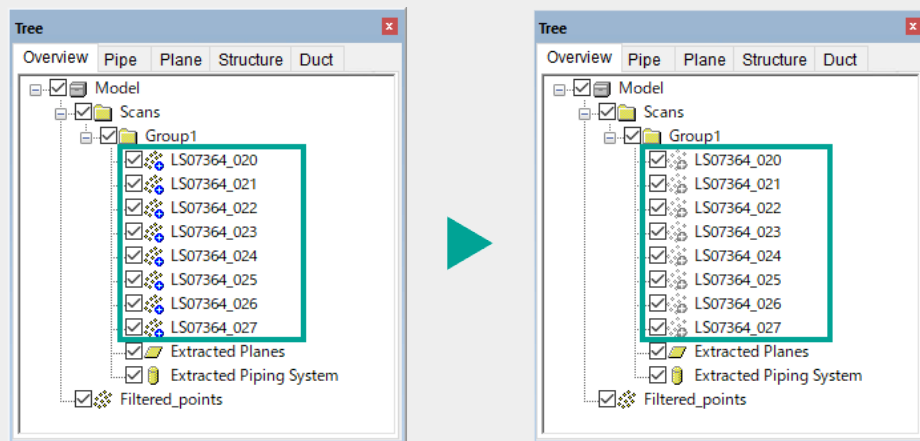 Tree
Overview Pipe Plane Structure Duct
Model
Scans
Group1
LS07364_020
LS07364_021
LS07364_022
LS07364_023
LS07364_024
LS07364_025
LS07364_026
LS07364_027
Extracted Planes
Extracted Piping System
Filtered_points
Tree
Overview Pipe Plane Structure Duct
Model
Scans
Group1
LS07364_020
LS07364_021
LS07364_022
LS07364_023
LS07364_024
LS07364_025
LS07364_026
LS07364_027
Extracted Planes
Extracted Piping System
Filtered_points